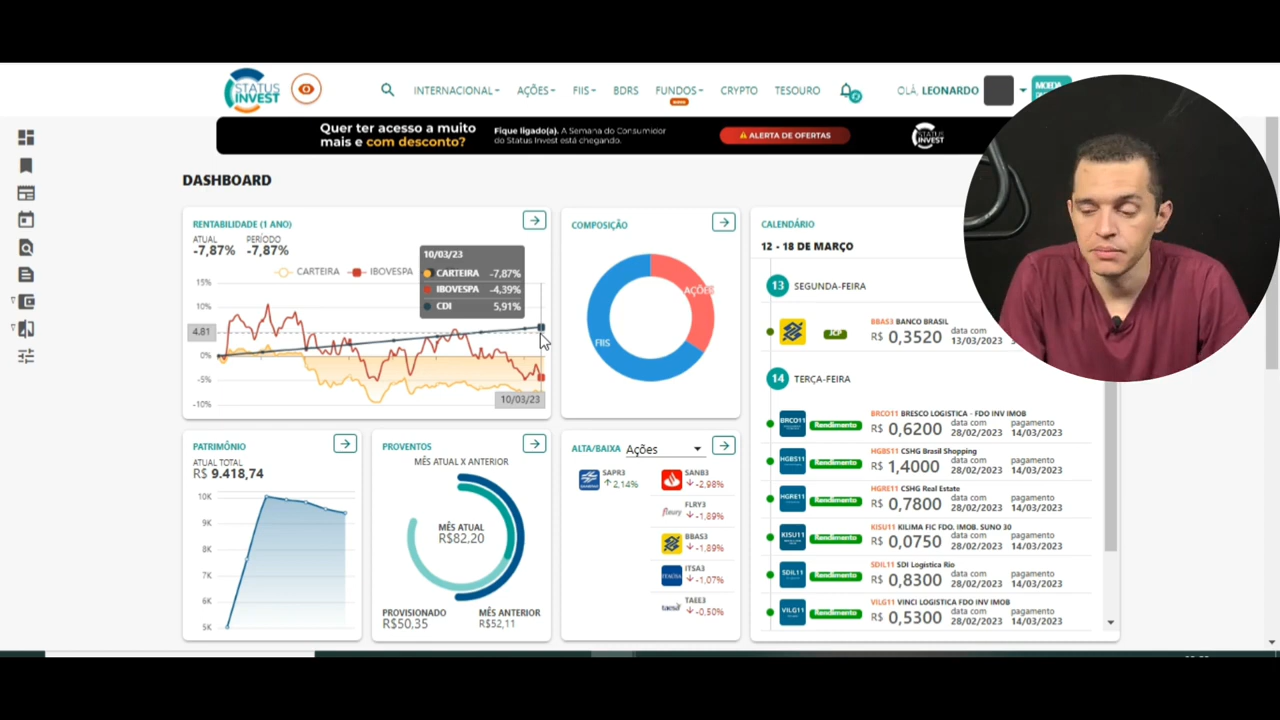 STATUS
INVEST
INTERNACIONAL
AÇÕES
FIIS
BDRS
FUNDOS
CRYPTO
TESOURO
OLÁ, LEONARDO
Quer ter acesso a muito
mais e com desconto?
Fique ligado(a). A Semana do Consumidor
do Status Invest está chegando.
ALERTA DE OFERTAS
STATUS
INVEST
DASHBOARD
RENTABILIDADE (1 ANO)
ATUAL
-7,87%
PERÍODO
-7,87%
CARTEIRA
IBOVESPA
10/03/23
CARTEIRA -7,87%
IBOVESPA -4,39%
CDI 5,91%
15%
10%
4.81
0%
-5%
-10%
10/03/23
COMPOSIÇÃO
AÇÕES
FIIS
CALENDÁRIO
12 - 18 DE MARÇO
13 SEGUNDA-FEIRA
BBAS3 BANCO BRASIL
JCP
R$ 0,3520
data com
13/03/2023
14 TERÇA-FEIRA
BRCO11 BRESCO LOGISTICA - FDO INV IMOB
BRCO11 Rendimento R$ 0,6200
data com
28/02/2023
pagamento
14/03/2023
HGBS11 CSHG Brasil Shopping
HGBS11 Rendimento R$ 1,4000
data com
28/02/2023
pagamento
14/03/2023
HGRE11 CSHG Real Estate
HGRE11 Rendimento R$ 0,7800
data com
28/02/2023
pagamento
14/03/2023
KISU11 KILIMA FIC FDO. IMOB. SUNO 30
KISU11 Rendimento R$ 0,0750
data com
28/02/2023
pagamento
14/03/2023
SDIL11 SDI Logística Rio
SDIL11 Rendimento R$ 0,8300
data com
28/02/2023
pagamento
14/03/2023
VILG11 VINCI LOGISTICA FDO INV IMOB
VILG11 Rendimento R$ 0,5300
data com
28/02/2023
pagamento
14/03/2023
PATRIMÔNIO
ATUAL TOTAL
R$ 9.418,74
10K
9K
8K
7K
6K
5K
PROVENTOS
MÊS ATUAL X ANTERIOR
MÊS ATUAL
R$82,20
PROVISIONADO
R$50,35
MÊS ANTERIOR
R$52,11
ALTA/BAIXA Ações
SAPR3
2,14%
SANB3
-2,98%
fleury
FLRY3
-1,89%
BBAS3
-1,89%
ITAÚSA
ITSA3
-1,07%
taesa
TAEE3
-0,50%